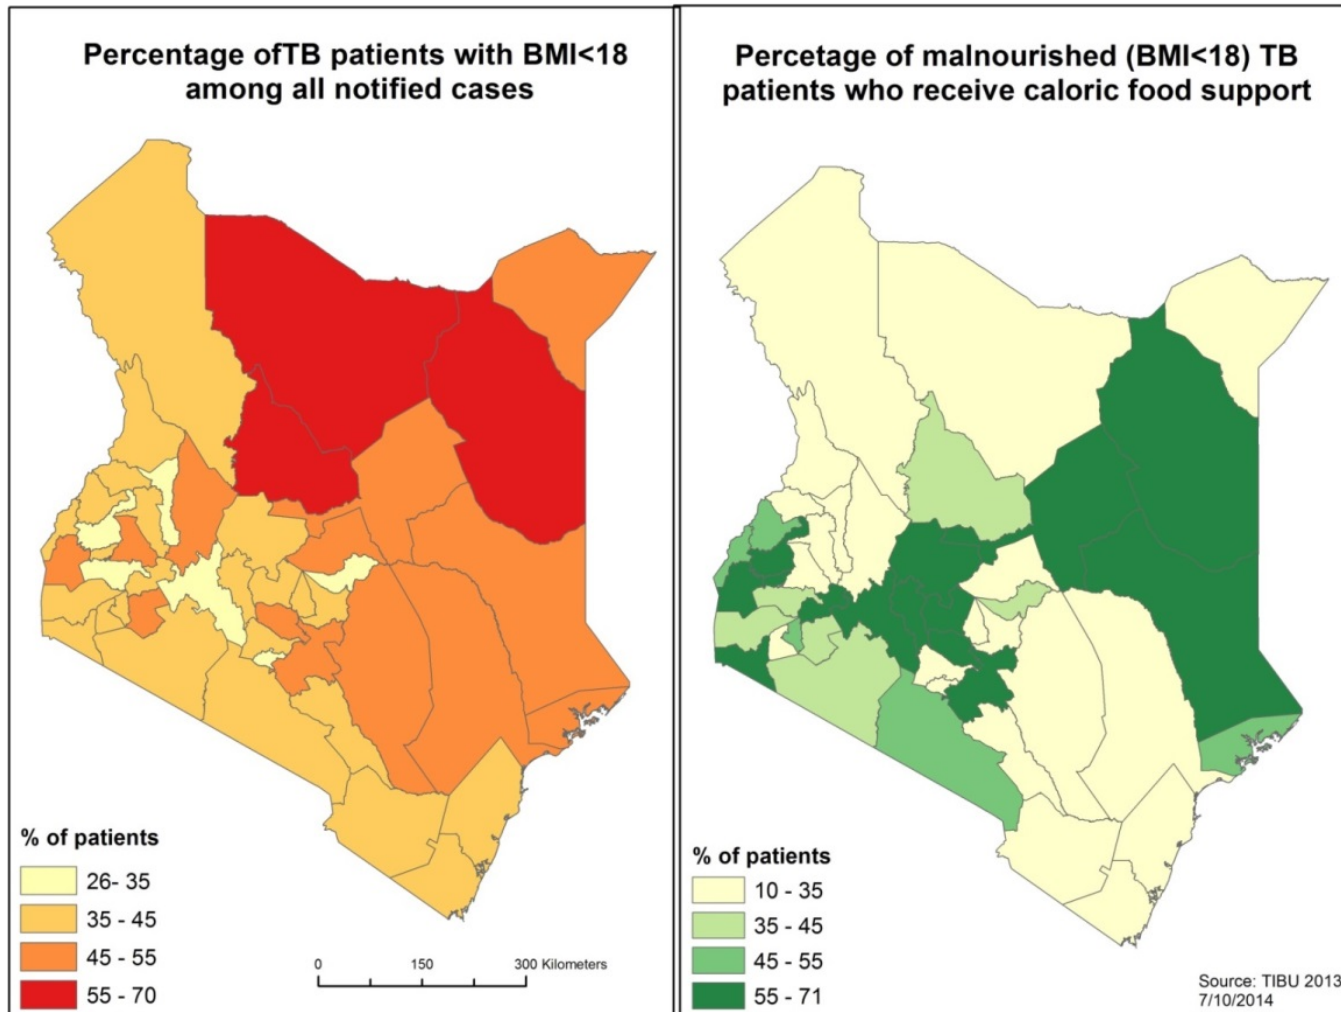 Percentage ofTB patients with BMI<18
among all notified cases
% of patients
26- 35
35 - 45
45 - 55
55 - 70
0 150 300 Kilometers
Percetage of malnourished (BMI<18) TB
patients who receive caloric food support
% of patients
10 - 35
35 - 45
45 - 55
55 - 71
Source: TIBU 2013
7/10/2014